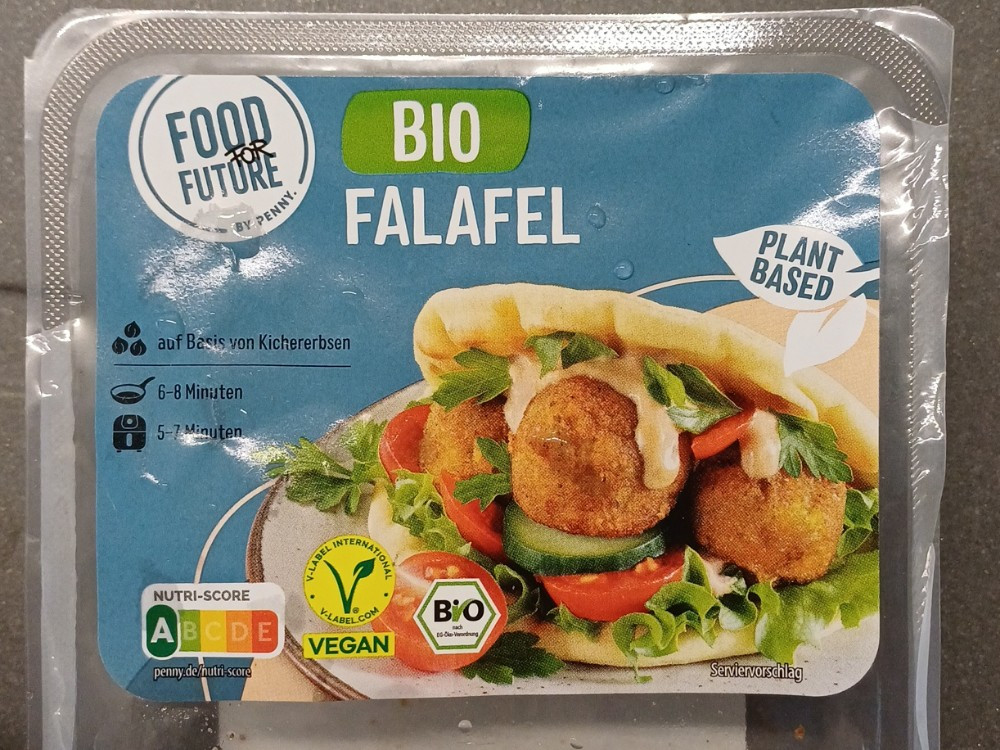 FOOD
FOR
FUTURE
BY PENNY.
BIO
FALAFEL
PLANT
BASED
auf Basis von Kichererbsen
6-8 Minuten
5-7 Minuten
NUTRI-SCORE
A B C D E
penny.de/nutri-score
V-LABEL INTERNATIONAL
V-LABEL.COM
VEGAN
Bio
nach
EG-Öko-Verordnung
Serviervorschlag